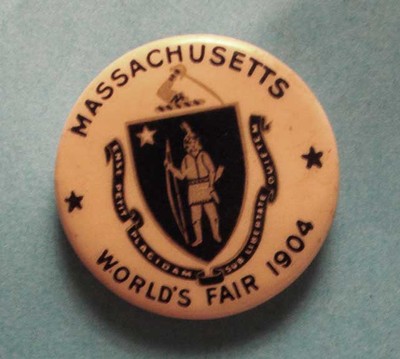 MASSACHUSETTS
ENSE PETIT PLACIDAM SUB LIBERTATE QUIETEM
WORLD'S FAIR 1904